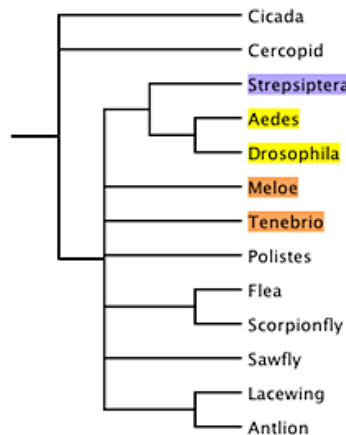 Cicada
Cercopid
Strepsiptera
Aedes
Drosophila
Meloe
Tenebrio
Polistes
Flea
Scorpionfly
Sawfly
Lacewing
Antlion